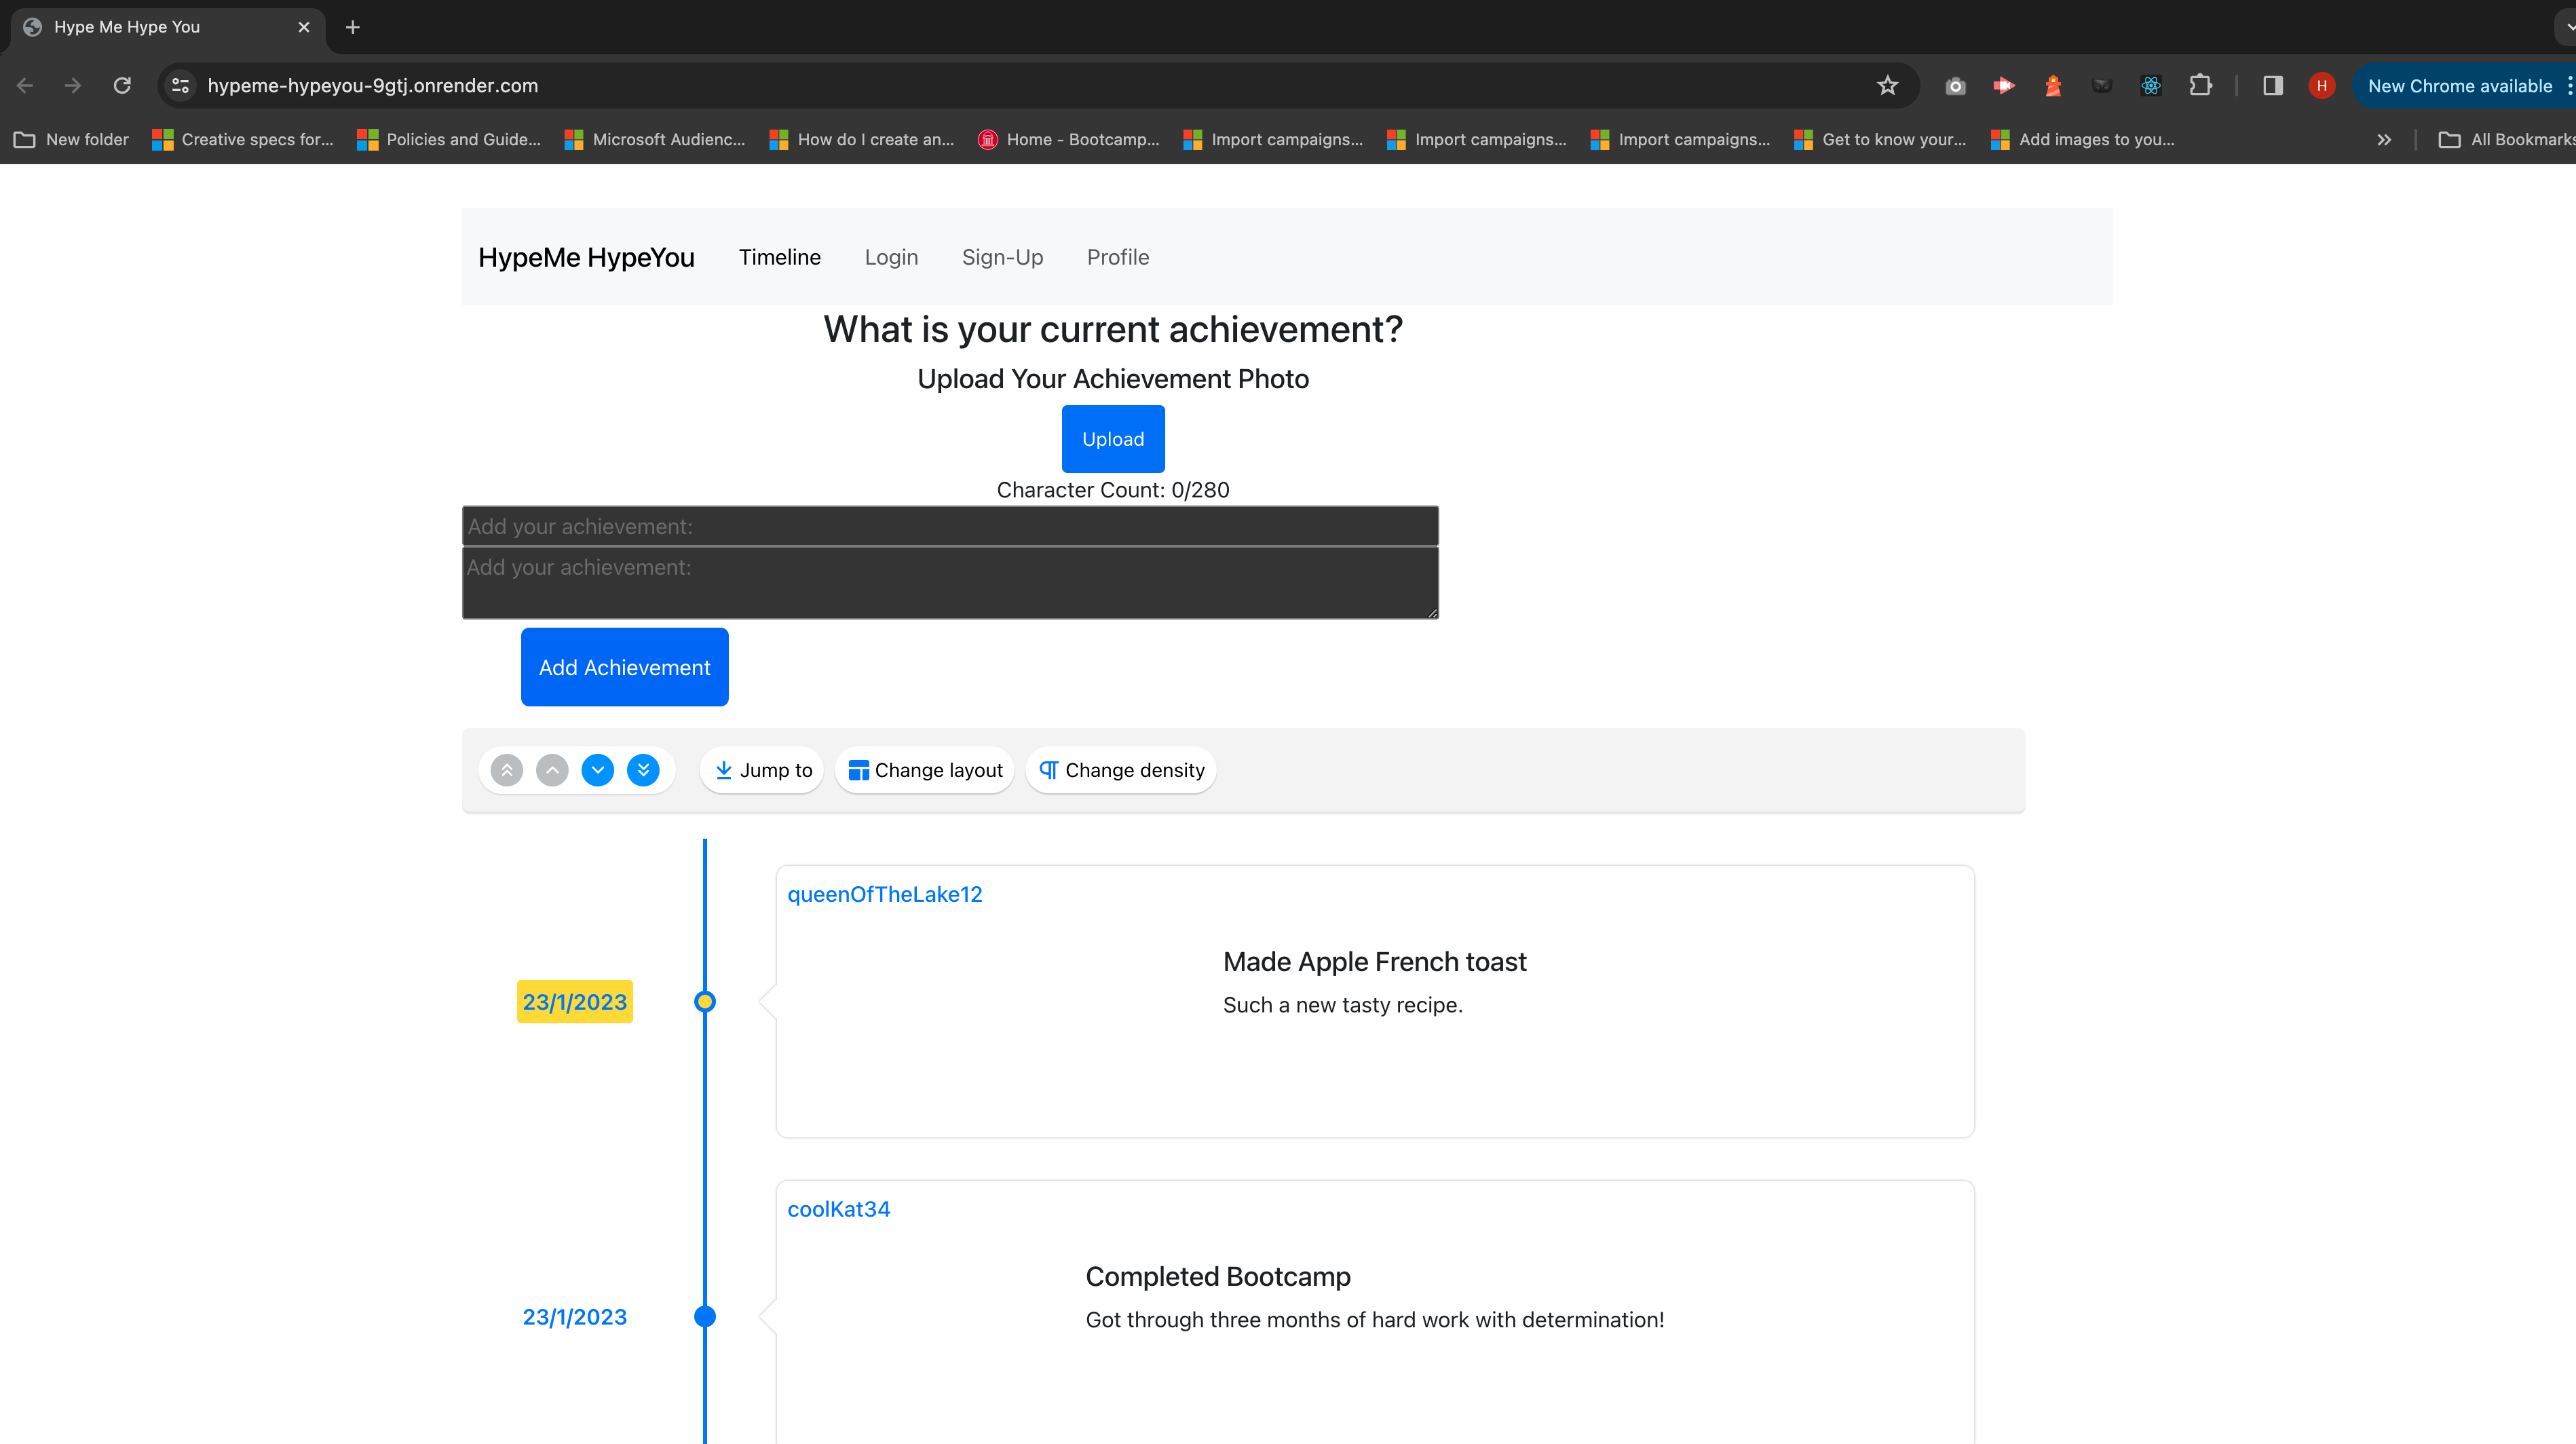 Hype Me Hype You
hypeme-hypeyou-9gtj.onrender.com
H
New Chrome available
New folder
Creative specs for...
Policies and Guide...
Microsoft Audienc...
How do I create an...
Home - Bootcamp...
Import campaigns...
Import campaigns...
Import campaigns...
Get to know your...
Add images to you...
All Bookmarks
HypeMe HypeYou
Timeline
Login
Sign-Up
Profile
What is your current achievement?
Upload Your Achievement Photo
Upload
Character Count: 0/280
Add your achievement:
Add your achievement:
Add Achievement
Jump to
Change layout
Change density
queenOfTheLake12
Made Apple French toast
23/1/2023
Such a new tasty recipe.
coolKat34
Completed Bootcamp
23/1/2023
Got through three months of hard work with determination!